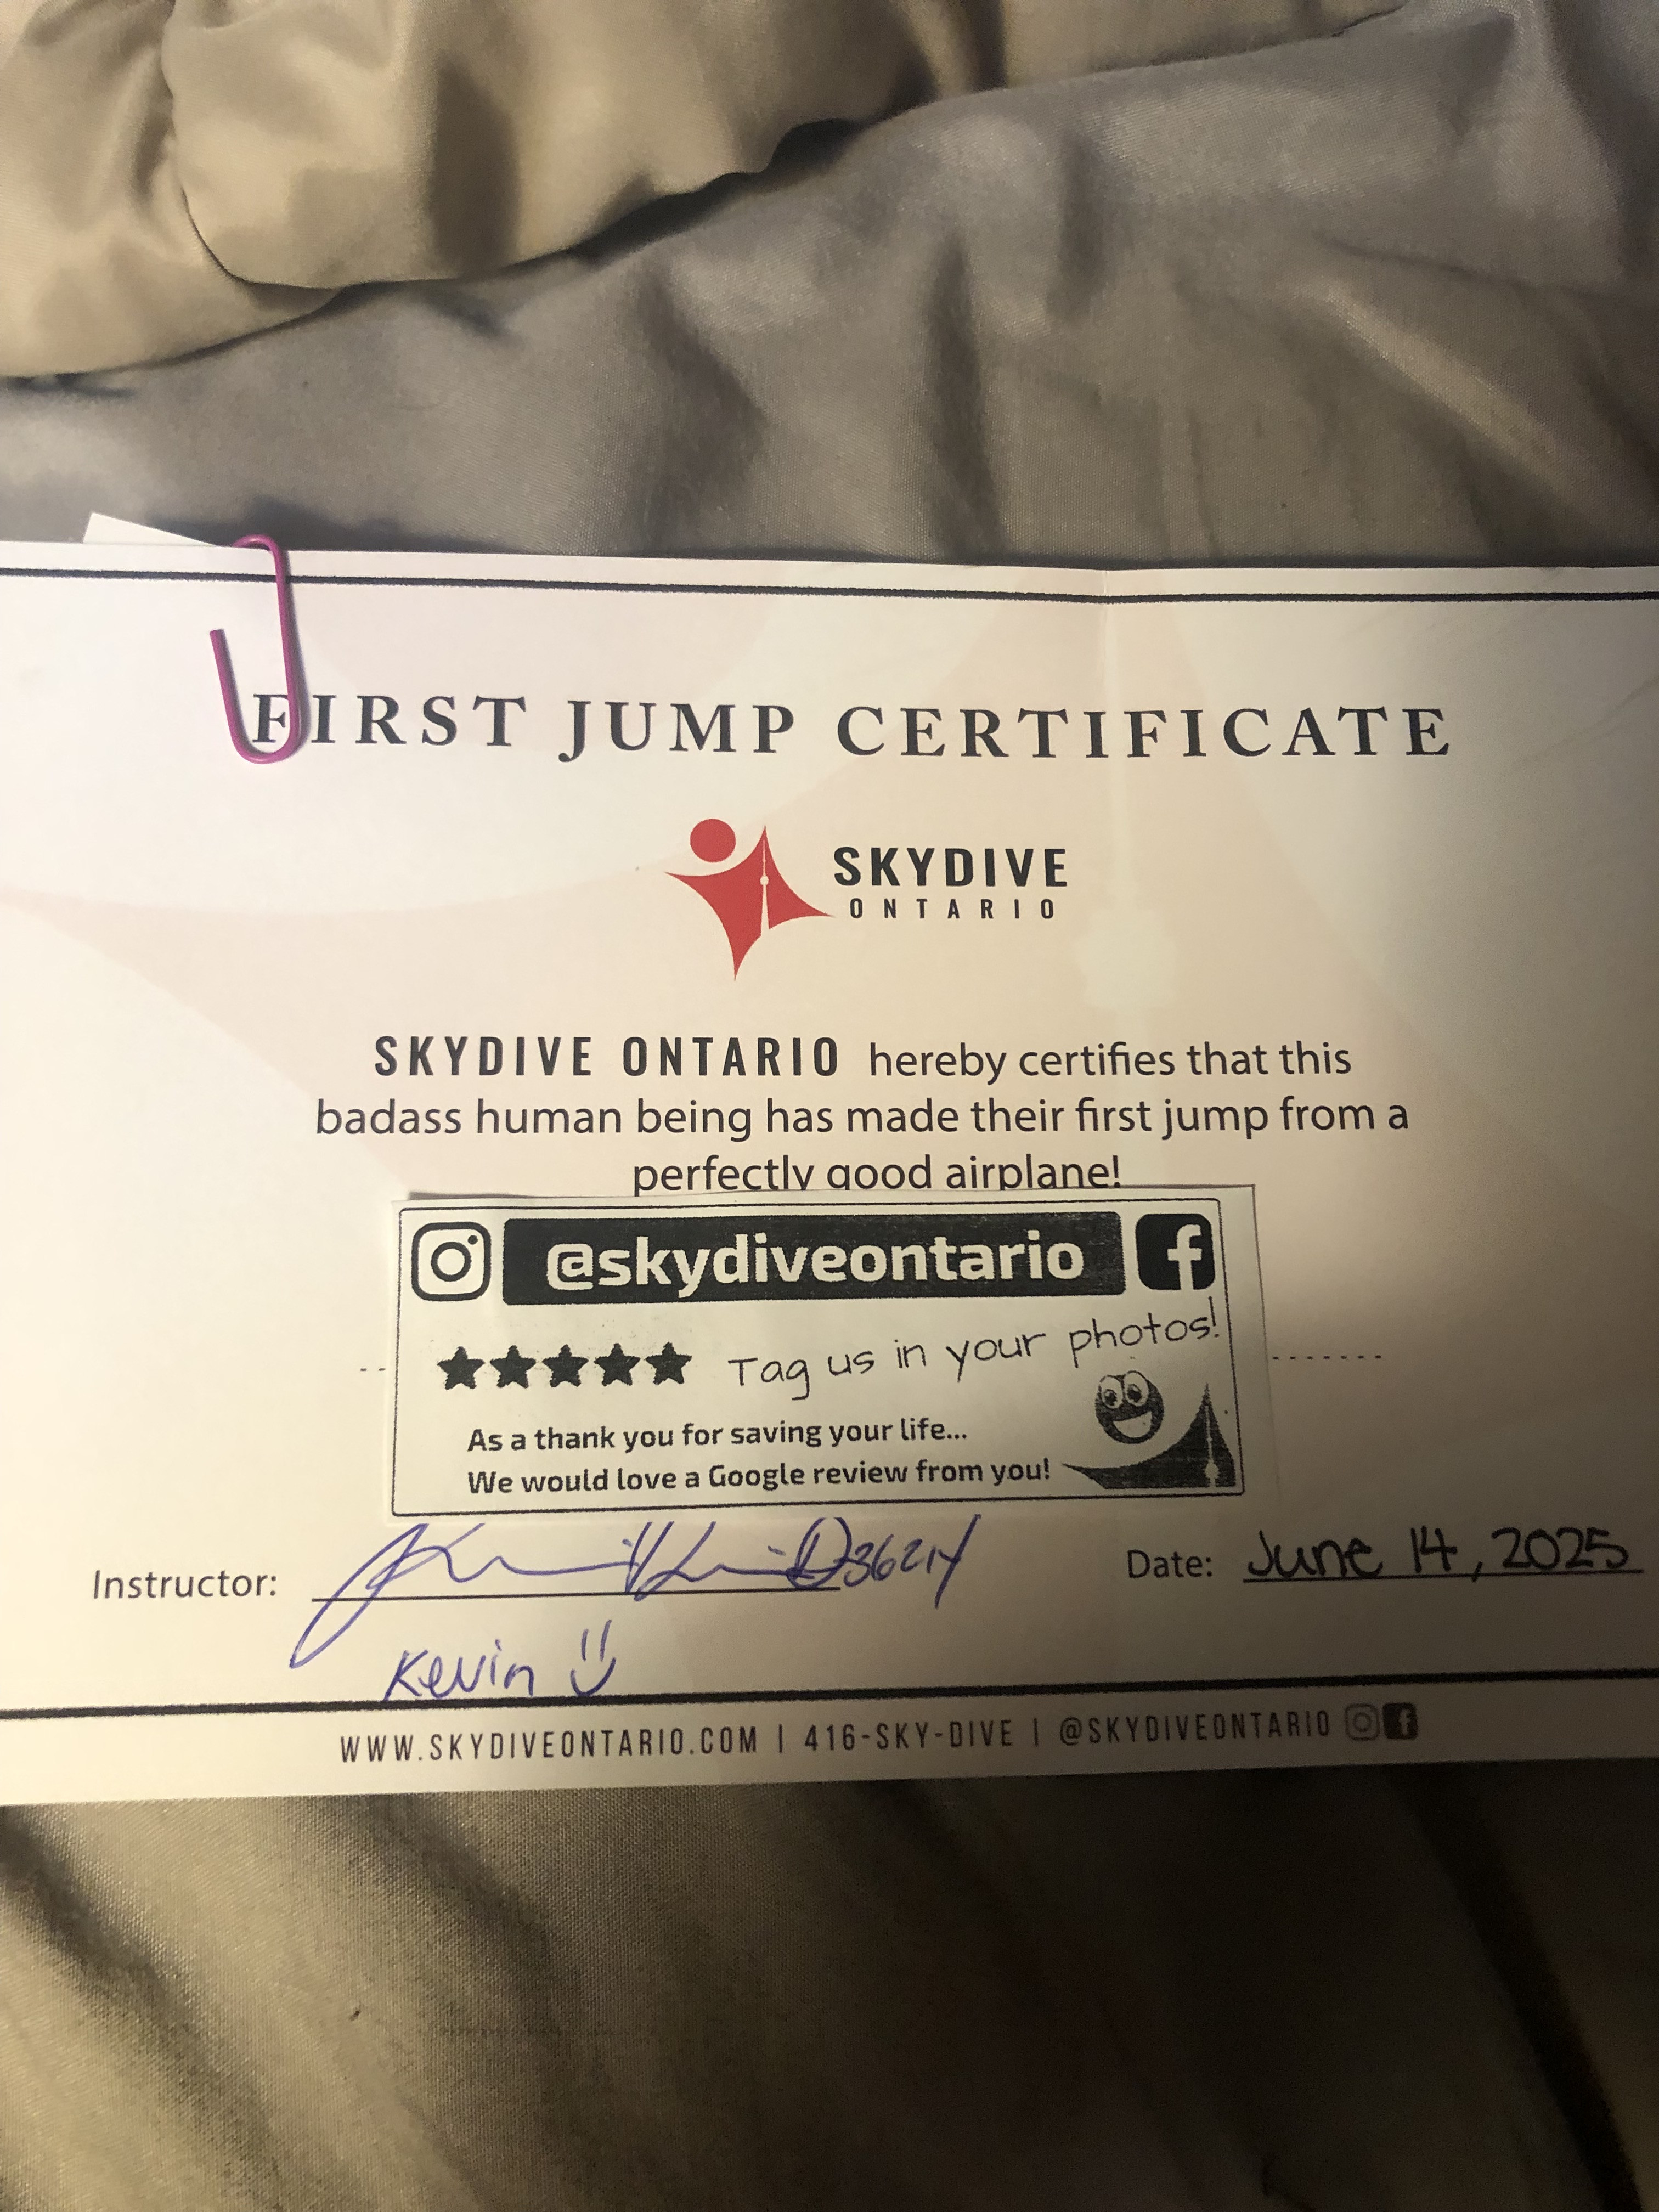 FIRST JUMP CERTIFICATE
SKYDIVE
ONTARIO
SKYDIVE ONTARIO hereby certifies that this
badass human being has made their first jump from a
perfectly good airplane!
@skydiveontario
Tag us in your photos!
As a thank you for saving your life...
We would love a Google review from you!
Instructor:
Date: June 14, 2025
Kevin
WWW.SKYDIVEONTARIO.COM | 416-SKY-DIVE | @SKYDIVEONTARIO